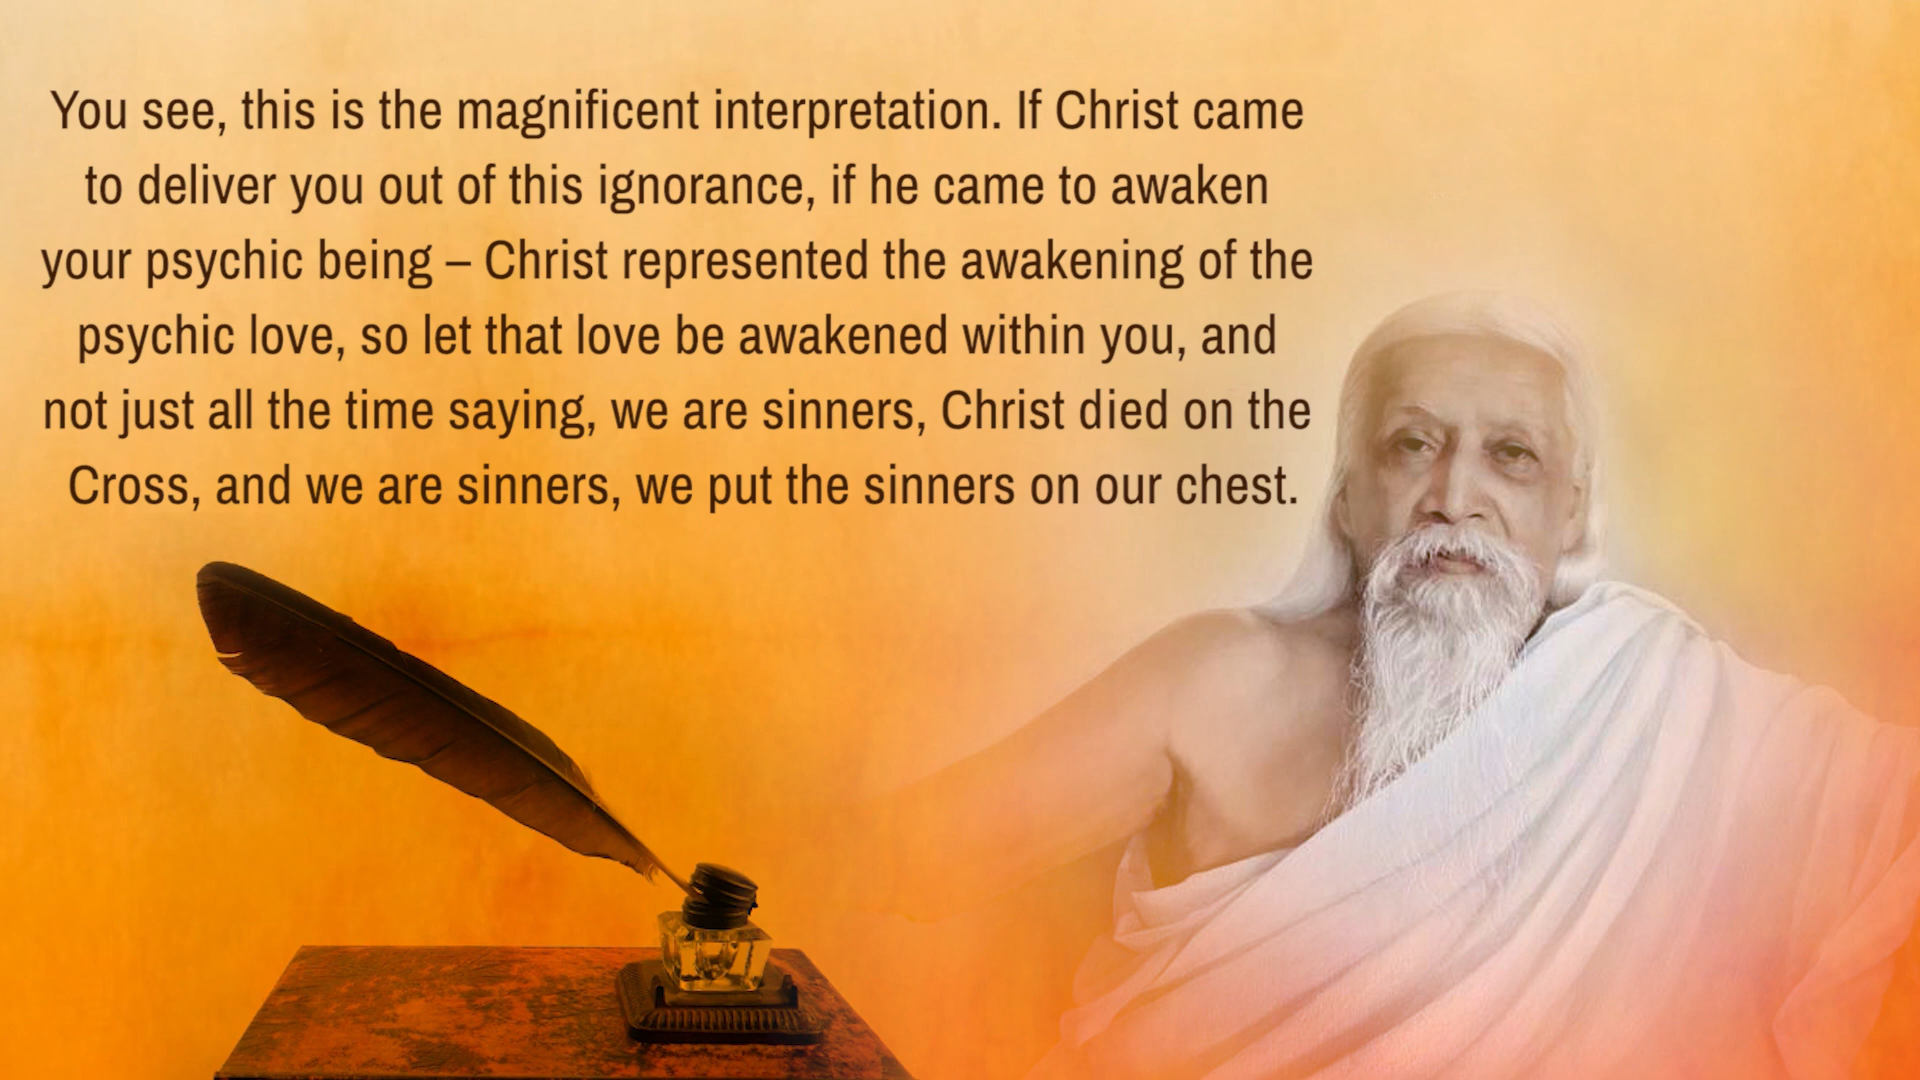 You see, this is the magnificent interpretation. If Christ came
to deliver you out of this ignorance, if he came to awaken
your psychic being – Christ represented the awakening of the
psychic love, so let that love be awakened within you, and
not just all the time saying, we are sinners, Christ died on the
Cross, and we are sinners, we put the sinners on our chest.